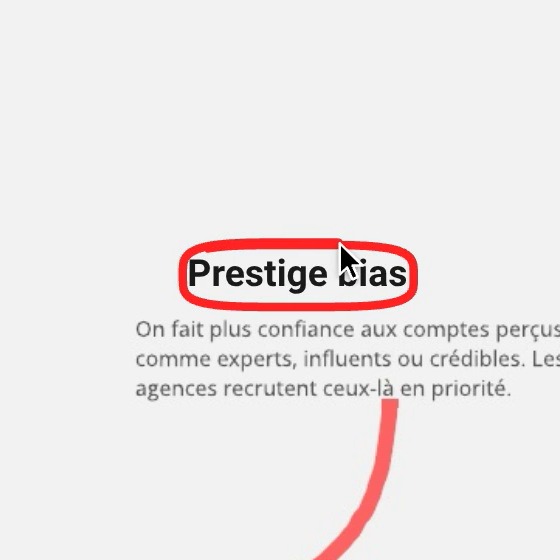 Prestige bias
On fait plus confiance aux comptes perçus
comme experts, influents ou crédibles. Les
agences recrutent ceux-là en priorité.